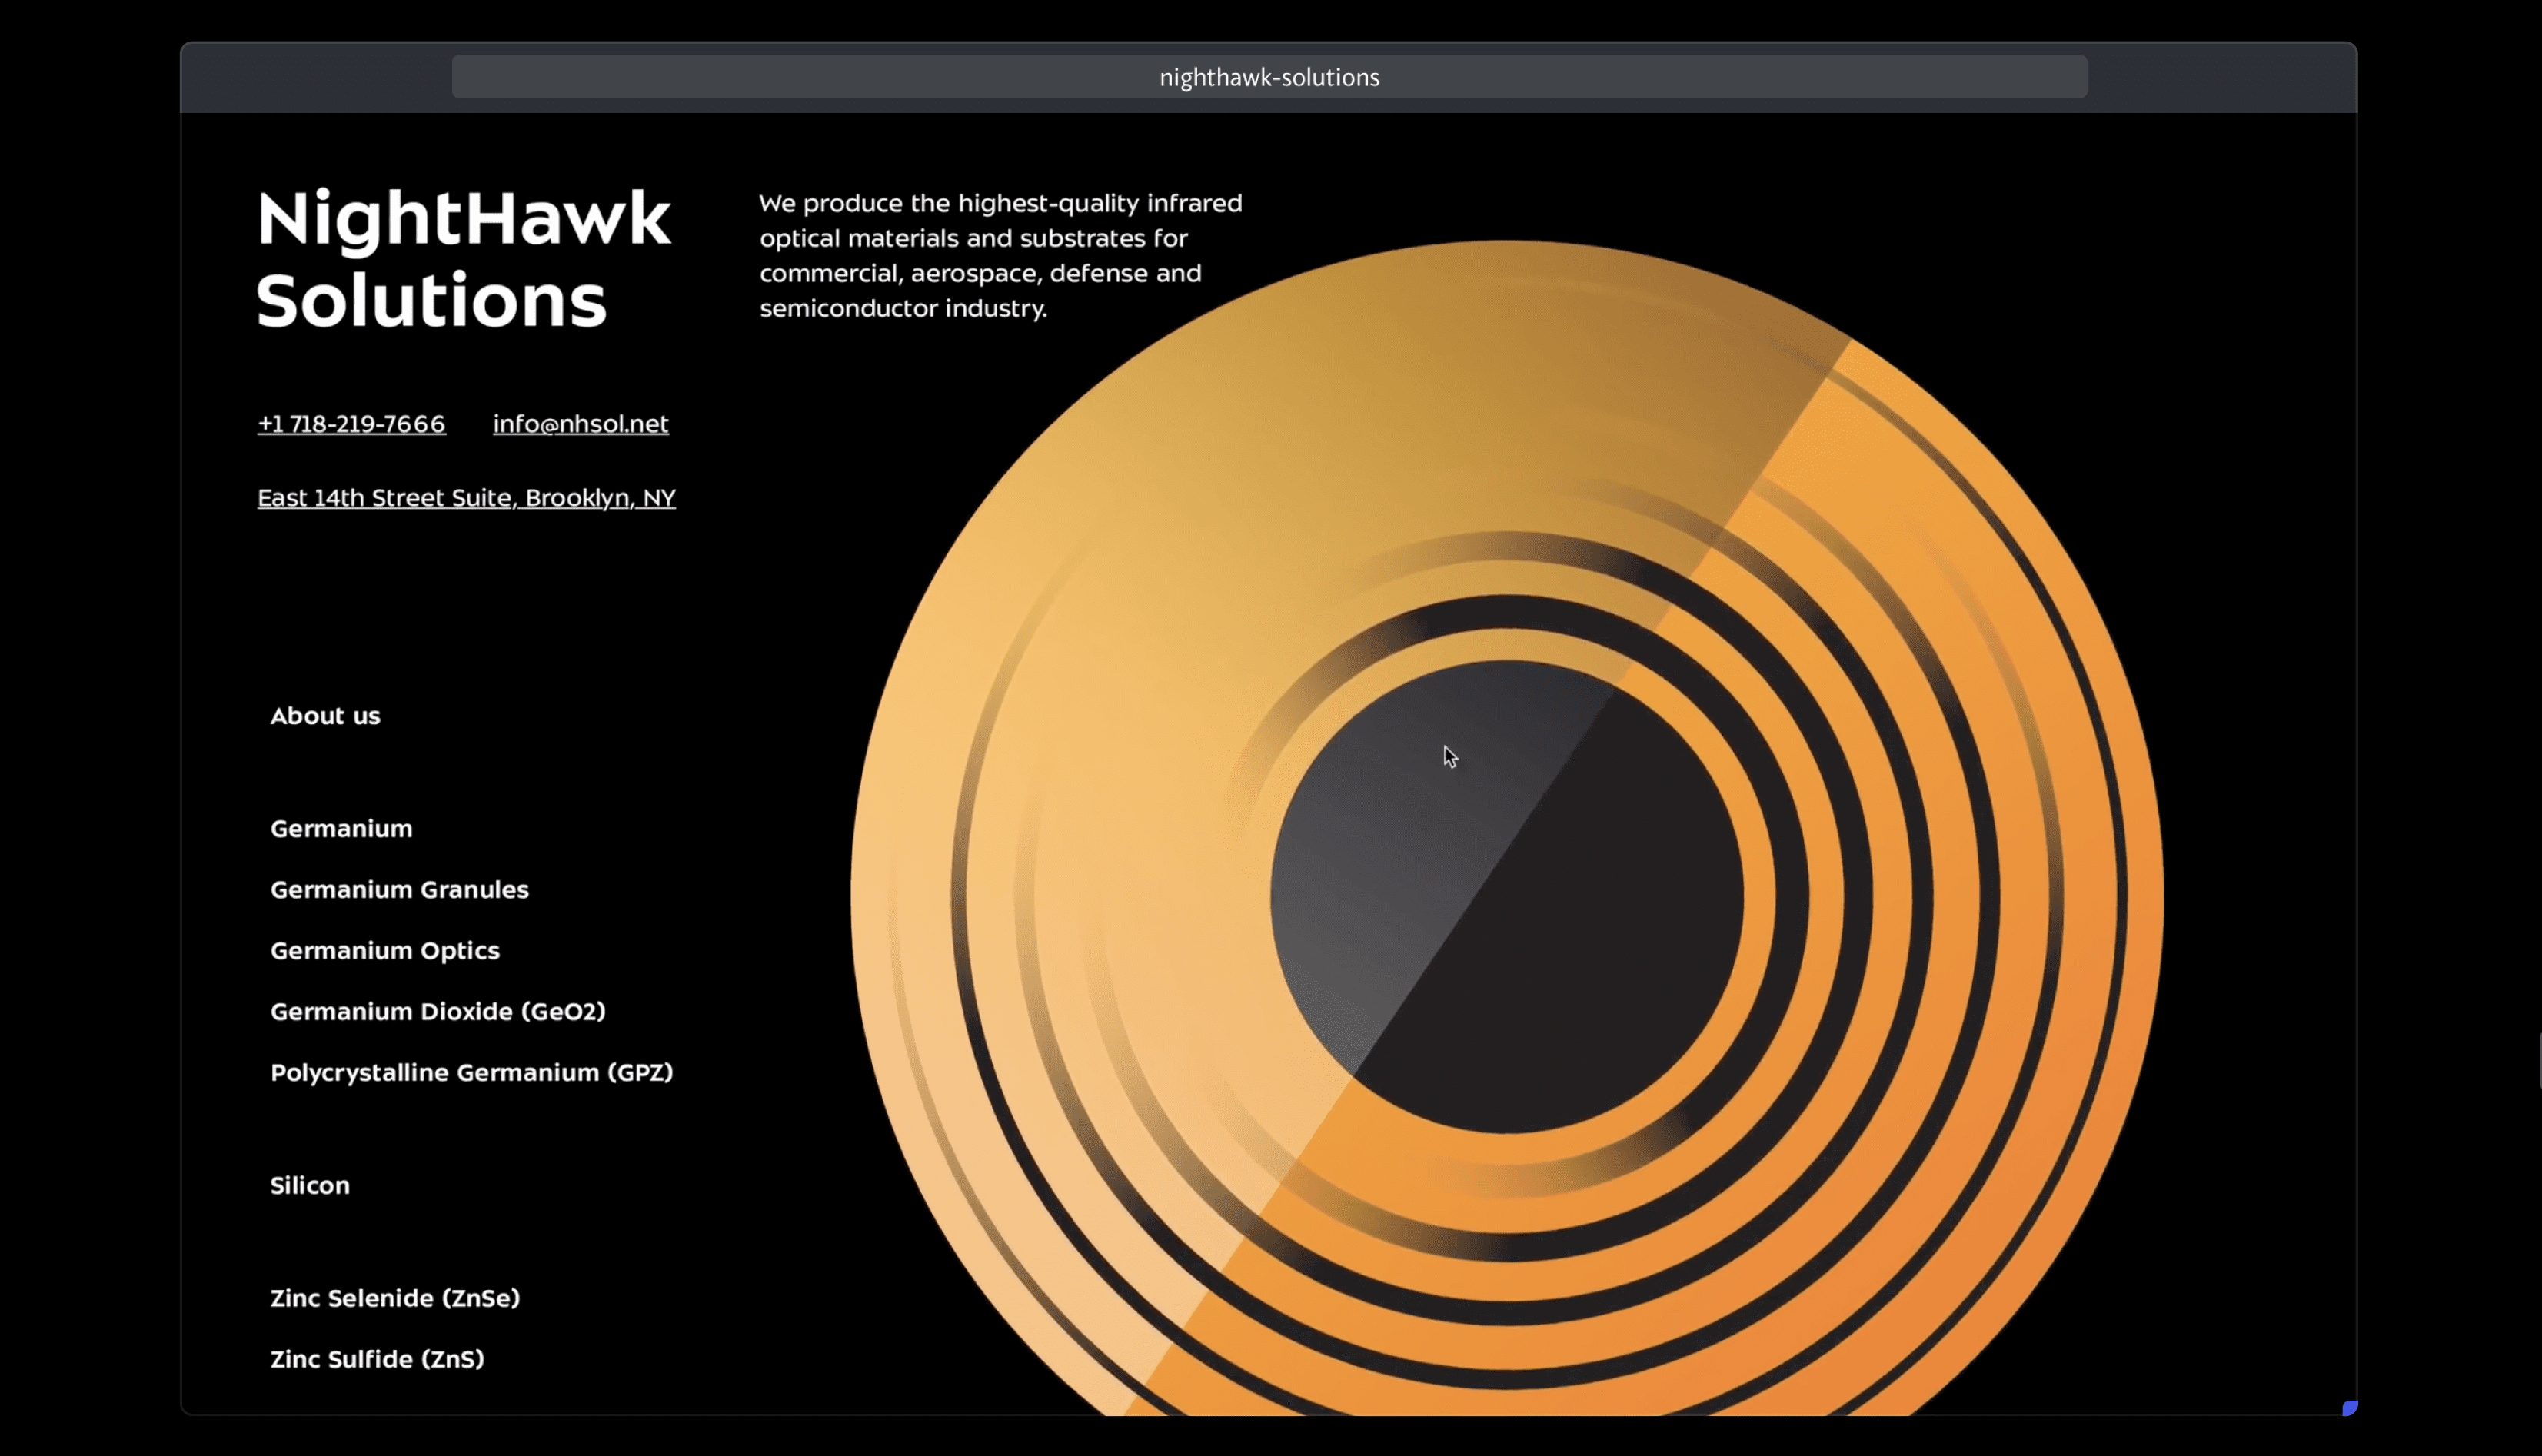 nighthawk-solutions
NightHawk
Solutions
We produce the highest-quality infrared
optical materials and substrates for
commercial, aerospace, defense and
semiconductor industry.
+1 718-219-7666 info@nhsol.net
East 14th Street Suite, Brooklyn, NY
About us
Germanium
Germanium Granules
Germanium Optics
Germanium Dioxide (GeO2)
Polycrystalline Germanium (GPZ)
Silicon
Zinc Selenide (ZnSe)
Zinc Sulfide (ZnS)